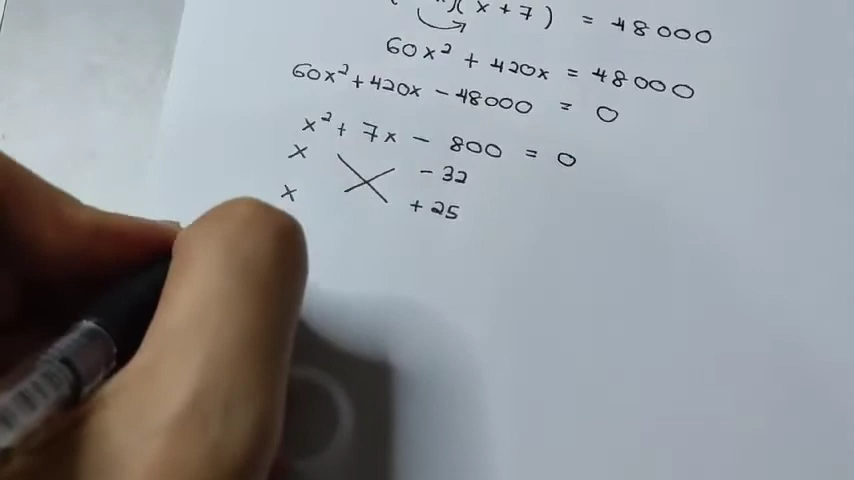 )(x+7) = 48000
60x² + 420x = 48000
60x² + 420x - 48000 = 0
x² + 7x - 800 = 0
x - 32
x + 25